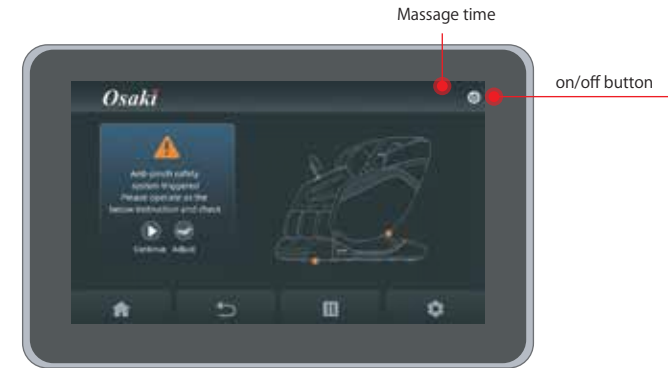 Massage time
on/off button
Osaki
Anti-pinch safety
system triggered
Please operate as the
below instruction and check
Continue Adjust